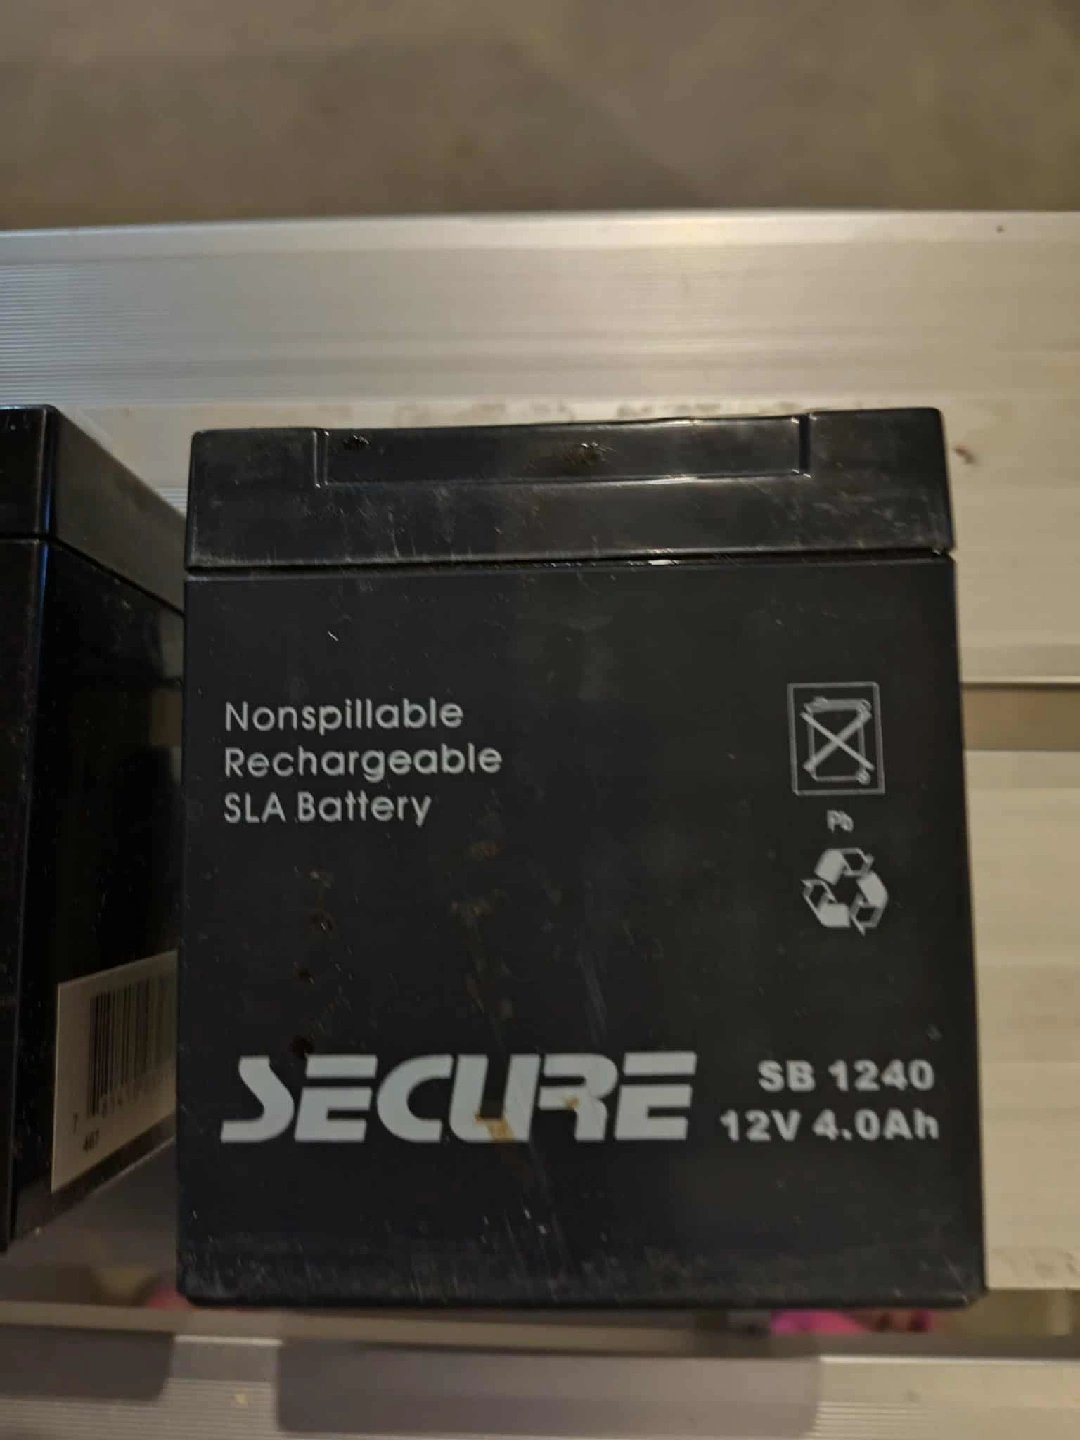 Nonspillable
Rechargeable
SLA Battery
Pb
SECURE
SB 1240
12V 4.0Ah